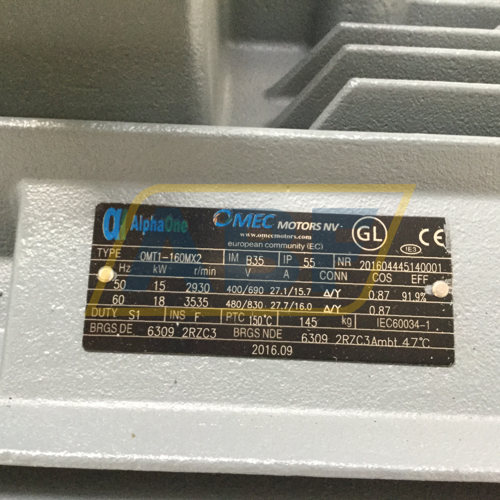 α AlphaOne OMEC MOTORS NV
www.omecmotors.com
european community (EC)
GL IES CE
TYPE OMT1-160MX2 IM B35 IP 55 NR 201604445140001
Hz kW r/min V A CONN COS EFF
50 15 2930 400/690 27.1/15.7 Δ/Y 0.87 91.9%
60 18 3535 480/830 27.7/16.0 Δ/Y 0.87
DUTY S1 INS F PTC 150℃ 145 kg IEC60034-1
BRGS DE 6309 2RZC3 BRGS NDE 6309 2RZC3 Ambt. 47℃
2016.09